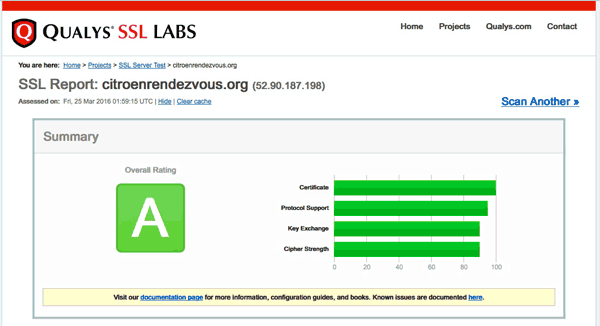 QUALYS® SSL LABS
Home Projects Qualys.com Contact
You are here: Home > Projects > SSL Server Test > citroenrendezvous.org
SSL Report: citroenrendezvous.org (52.90.187.198)
Assessed on: Fri, 25 Mar 2016 01:59:15 UTC | Hide | Clear cache
Scan Another »
Summary
Overall Rating
A
Certificate
Protocol Support
Key Exchange
Cipher Strength
0 20 40 60 80 100
Visit our documentation page for more information, configuration guides, and books. Known issues are documented here.